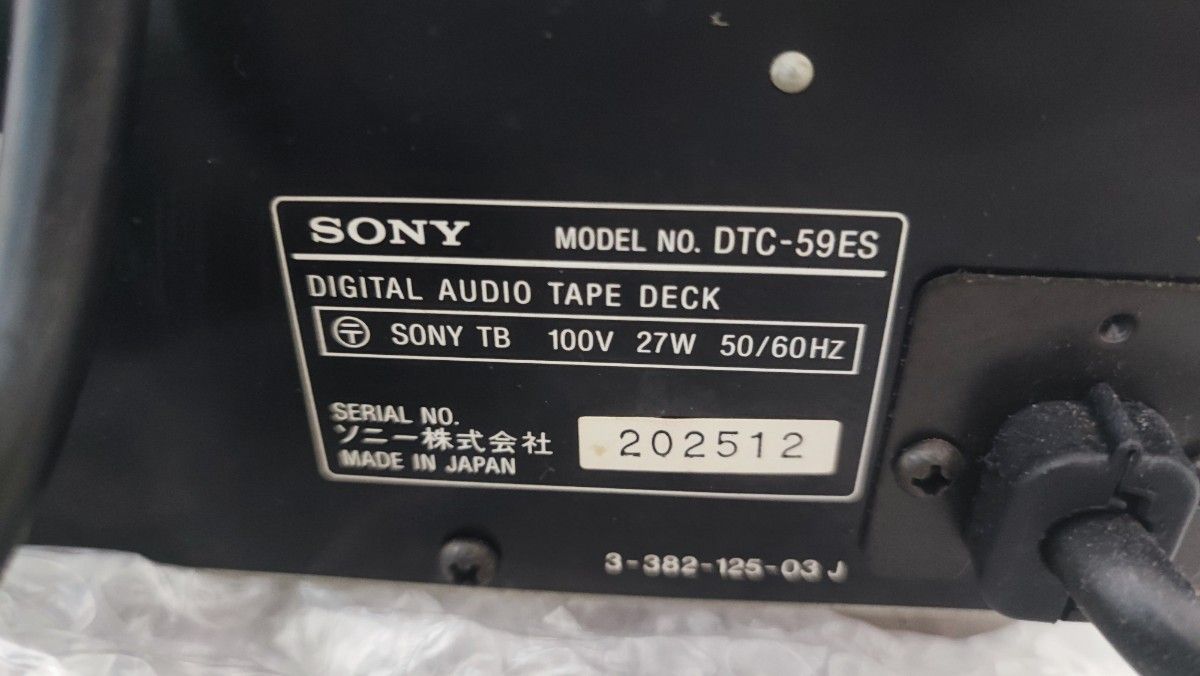 SONY MODEL NO. DTC-59ES
DIGITAL AUDIO TAPE DECK
〒 SONY TB 100V 27W 50/60HZ
SERIAL NO.
ソニー株式会社 202512
MADE IN JAPAN
3-382-125-03 J